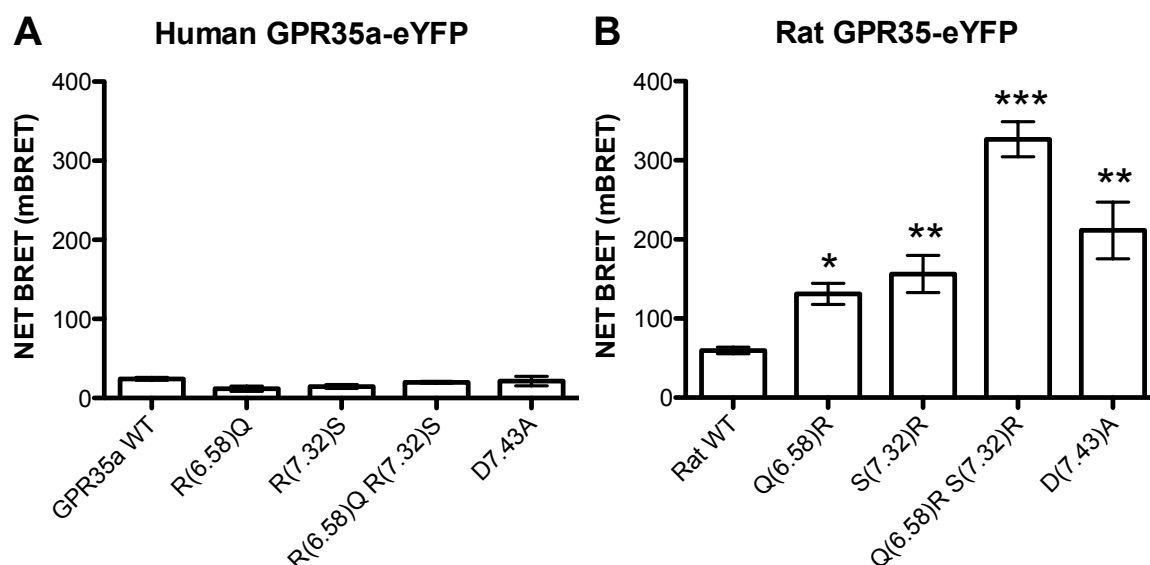 A Human GPR35a-eYFP
NET BRET (mBRET)
400
300
200
100
0
GPR35a WT
R(6.58)Q
R(7.32)S
R(6.58)Q R(7.32)S
D7.43A
B Rat GPR35-eYFP
NET BRET (mBRET)
400
300
200
100
0
*
**
***
**
Rat WT
Q(6.58)R
S(7.32)R
Q(6.58)R S(7.32)R
D(7.43)A